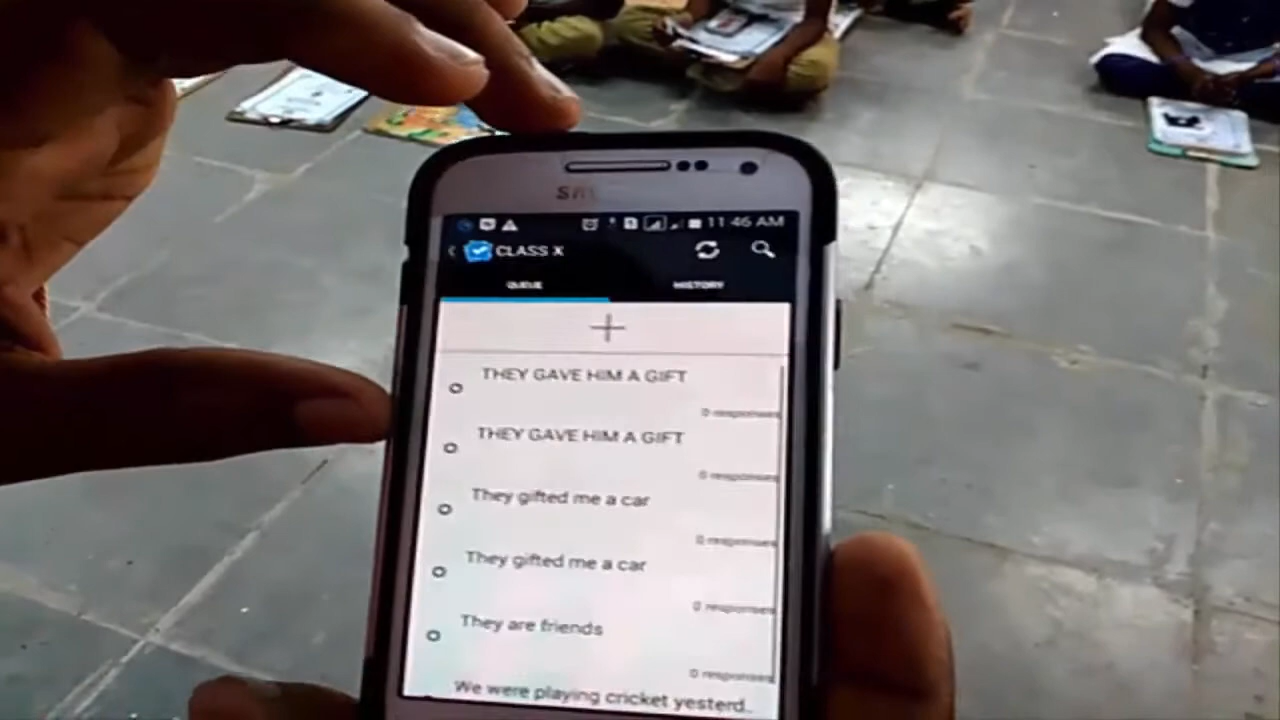 11:46 AM
CLASS X
QUEUE HISTORY
+
THEY GAVE HIM A GIFT
0 responses
THEY GAVE HIM A GIFT
0 responses
They gifted me a car
0 responses
They gifted me a car
0 responses
They are friends
0 responses
We were playing cricket yesterd..